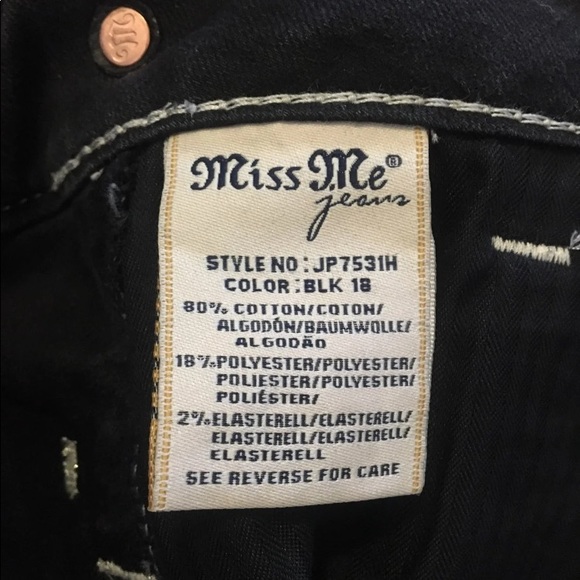 Miss Me®
jeans
STYLE NO : JP7531H
COLOR : BLK 18
80% COTTON/COTON/
ALGODÓN/BAUMWOLLE/
ALGODÃO
18%POLYESTER/POLYESTER/
POLIESTER/POLYESTER/
POLIÉSTER/
2%ELASTERELL/ELASTERELL/
ELASTERELL/ELASTERELL/
ELASTERELL
SEE REVERSE FOR CARE